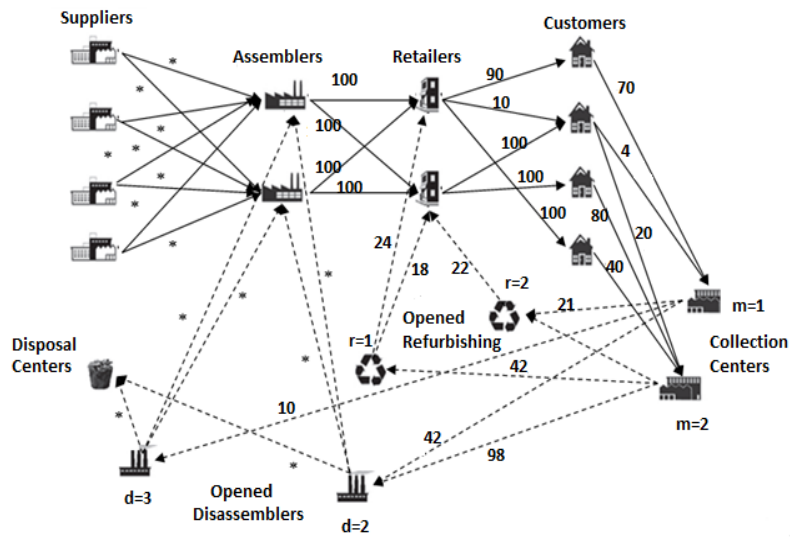 Suppliers
Customers
Assemblers
Retailers
*
*
*
*
*
*
*
*
100
100
100
100
90
10
100
100
100
70
4
80
20
40
24
18
22
r=2
21
m=1
*
*
*
*
Disposal
Centers
r=1
Opened
Refurbishing
Collection
Centers
42
10
m=2
*
42
98
*
d=3
Opened
Disassemblers
d=2